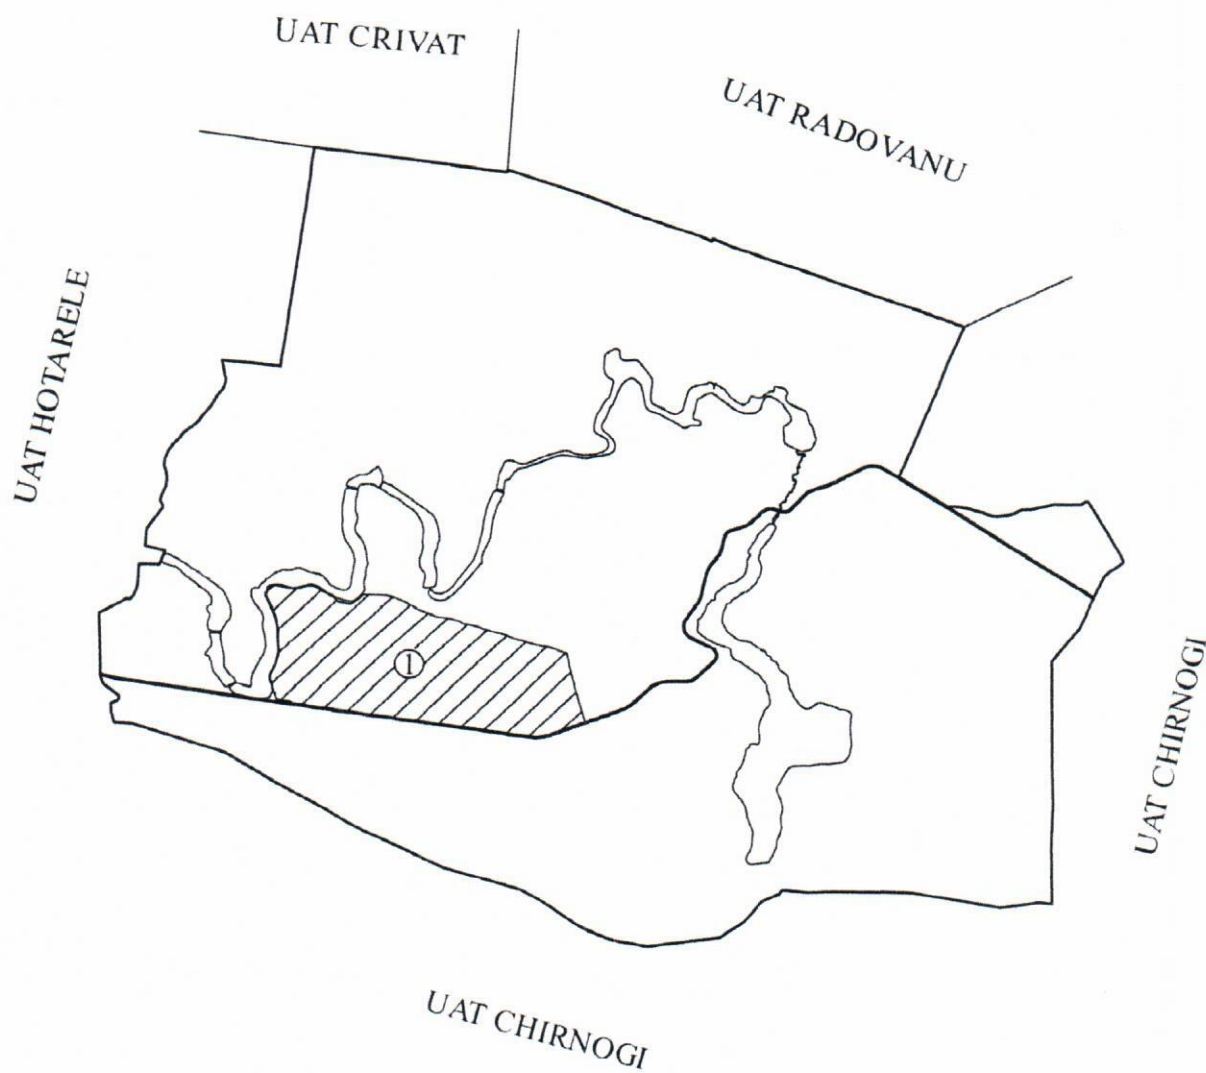 UAT CRIVAT
UAT RADOVANU
UAT HOTARELE
1
UAT CHIRNOGI
UAT CHIRNOGI